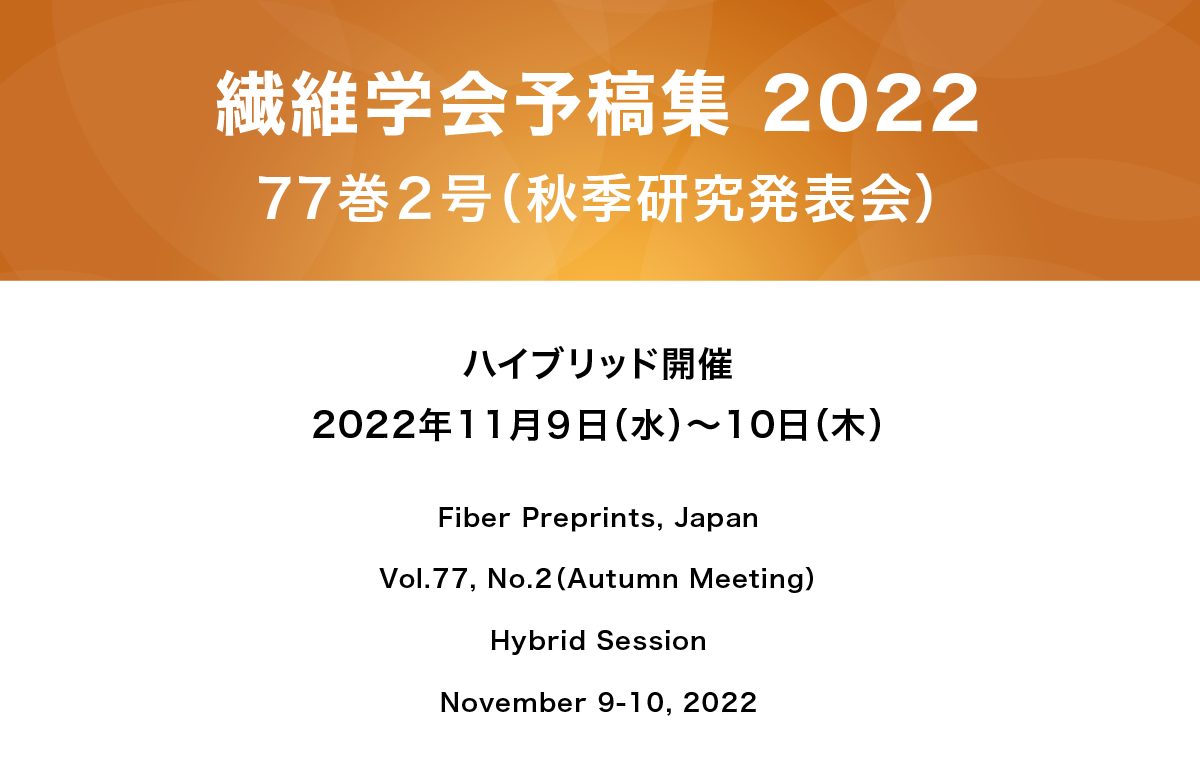 繊維学会予稿集 2022
77巻２号（秋季研究発表会）
ハイブリッド開催
2022年11月９日（水）〜10日（木）
Fiber Preprints, Japan
Vol.77, No.2（Autumn Meeting）
Hybrid Session
November 9-10, 2022